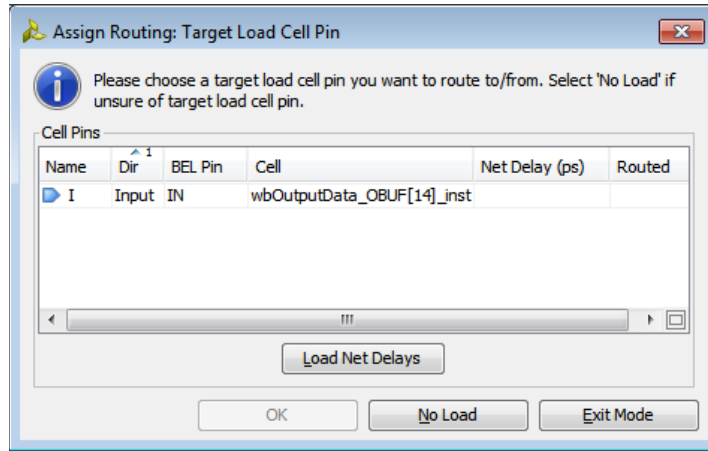 Assign Routing: Target Load Cell Pin
Please choose a target load cell pin you want to route to/from. Select 'No Load' if
unsure of target load cell pin.
Cell Pins
Name Dir 1 BEL Pin Cell Net Delay (ps) Routed
I Input IN wbOutputData_OBUF[14]_inst
Load Net Delays
OK No Load Exit Mode